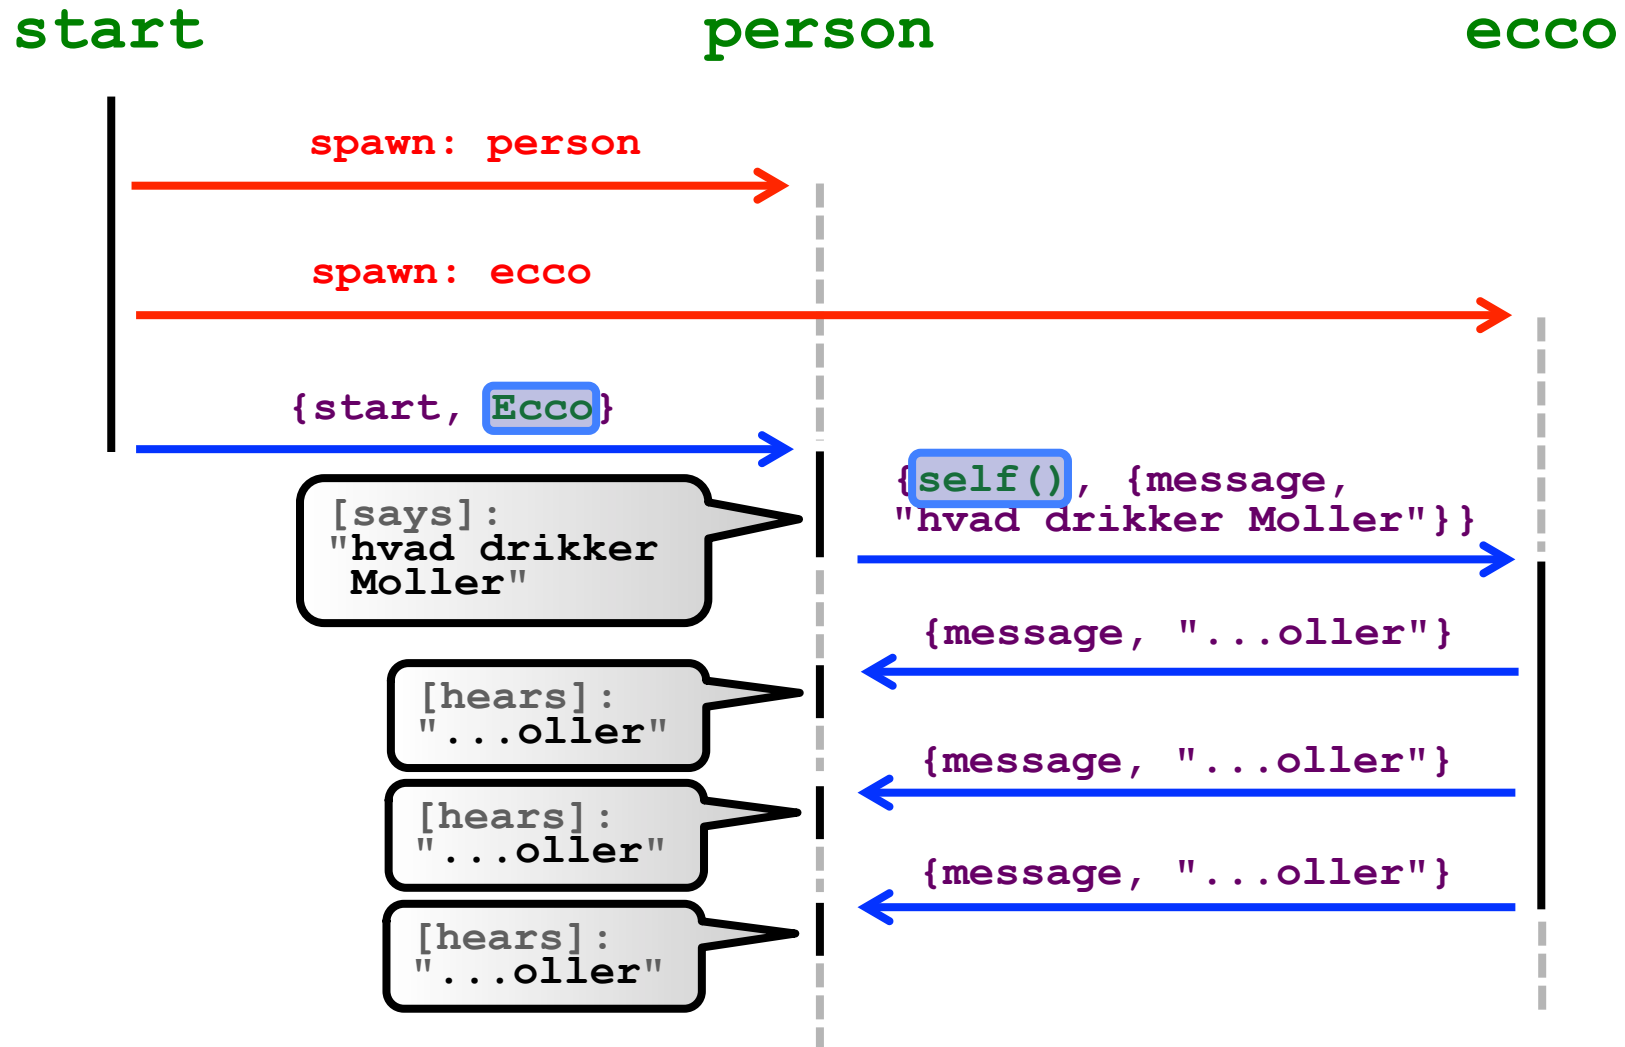 start person ecco
spawn: person
spawn: ecco
{start, Ecco}
{self(), {message,
"hvad drikker Moller"}}
[says]:
"hvad drikker
Moller"
{message, "...oller"}
[hears]:
"...oller"
{message, "...oller"}
[hears]:
"...oller"
{message, "...oller"}
[hears]:
"...oller"